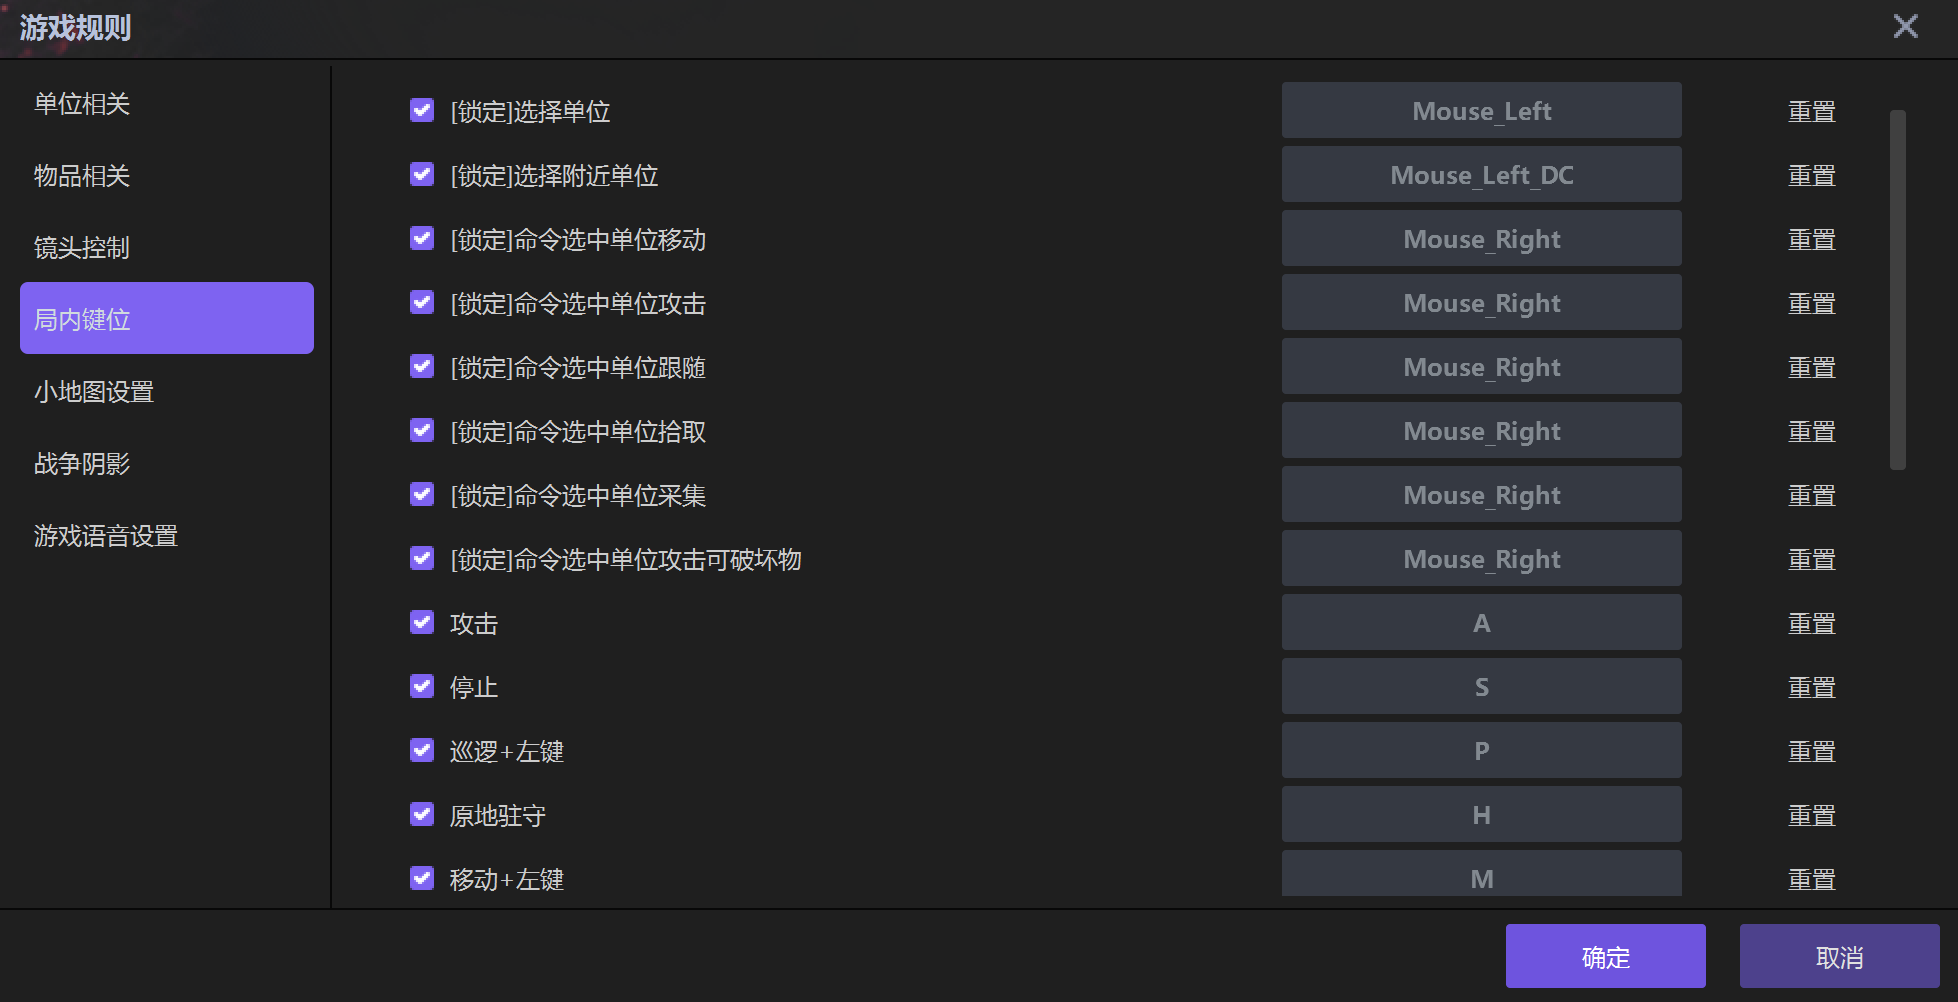 游戏规则
单位相关
物品相关
镜头控制
局内键位
小地图设置
战争阴影
游戏语音设置
[锁定]选择单位 Mouse_Left 重置
[锁定]选择附近单位 Mouse_Left_DC 重置
[锁定]命令选中单位移动 Mouse_Right 重置
[锁定]命令选中单位攻击 Mouse_Right 重置
[锁定]命令选中单位跟随 Mouse_Right 重置
[锁定]命令选中单位拾取 Mouse_Right 重置
[锁定]命令选中单位采集 Mouse_Right 重置
[锁定]命令选中单位攻击可破坏物 Mouse_Right 重置
攻击 A 重置
停止 S 重置
巡逻+左键 P 重置
原地驻守 H 重置
移动+左键 M 重置
确定 取消